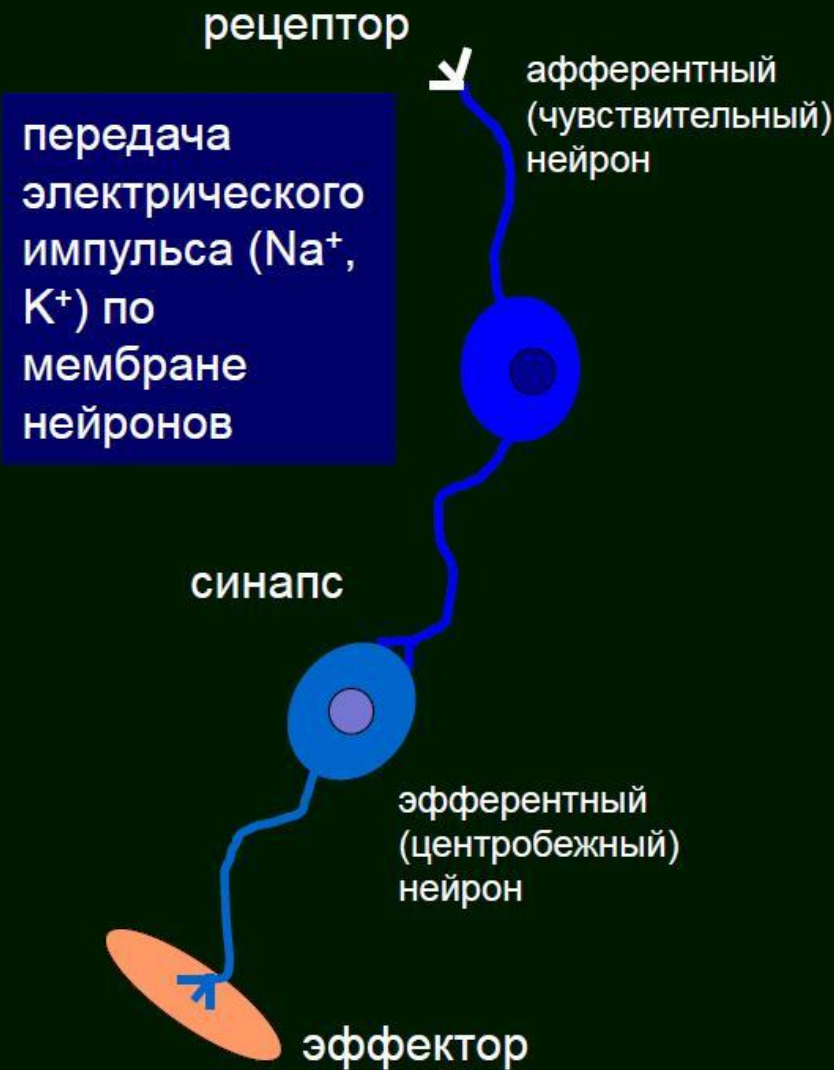 рецептор
афферентный
(чувствительный)
нейрон
передача
электрического
импульса (Na⁺,
K⁺) по
мембране
нейронов
синапс
эфферентный
(центробежный)
нейрон
эффектор